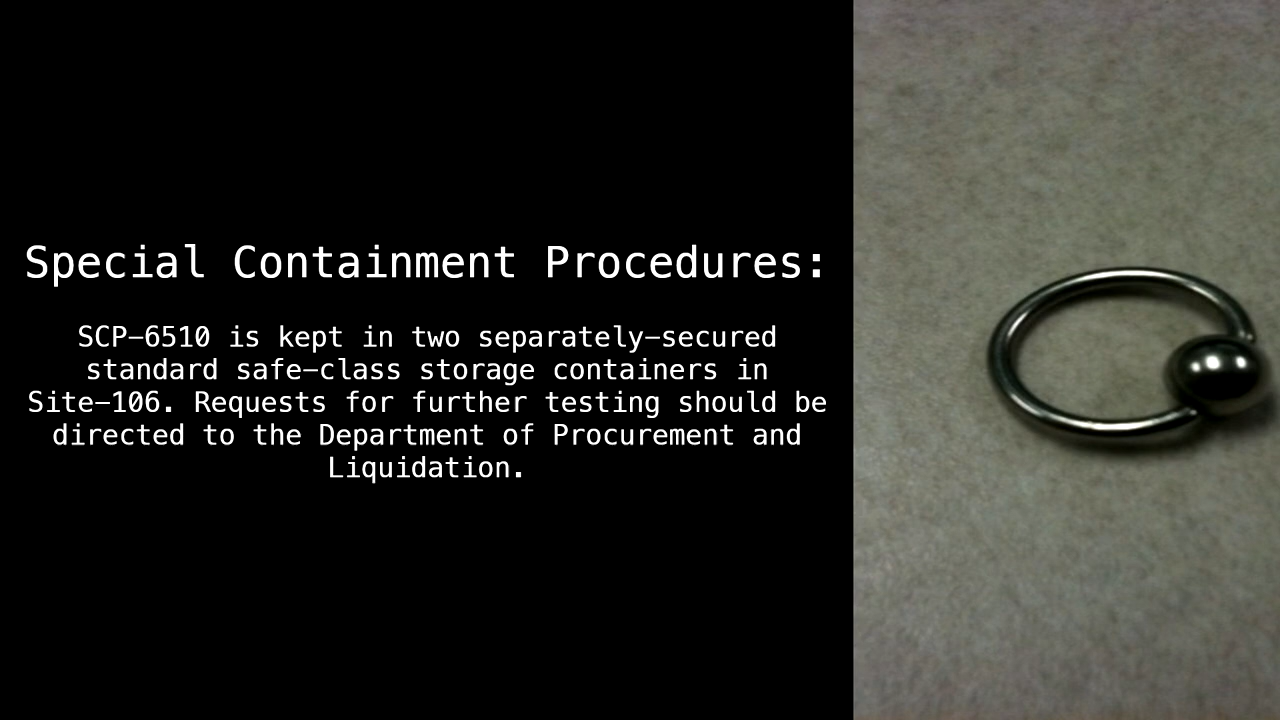 Special Containment Procedures:
SCP-6510 is kept in two separately-secured
standard safe-class storage containers in
Site-106. Requests for further testing should be
directed to the Department of Procurement and
Liquidation.